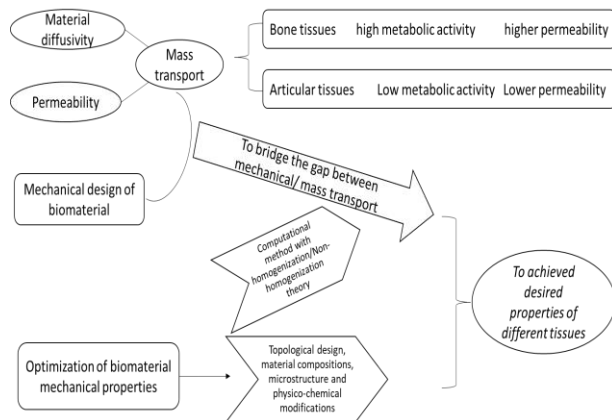 Material
diffusivity
Mass
transport
Permeability
Bone tissues high metabolic activity higher permeability
Articular tissues Low metabolic activity Lower permeability
To bridge the gap between
mechanical/ mass transport
Mechanical design of
biomaterial
Computational
method with
homogenization/Non-
homogenization
theory
To achieved
desired
properties of
different tissues
Optimization of biomaterial
mechanical properties
Topological design,
material compositions,
microstructure and
physico-chemical
modifications